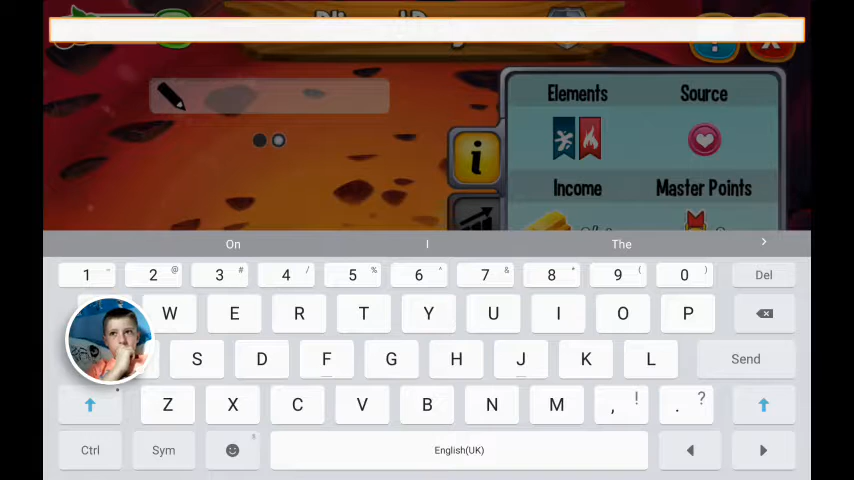 Elements Source
i
Income Master Points
On I The
1 - 2 @ 3 # 4 / 5 % 6 ^ 7 & 8 * 9 ( 0 ) Del
W E R T Y U I O P
S D F G H J K L Send
Z X C V B N M , ! . ?
Ctrl Sym English(UK)